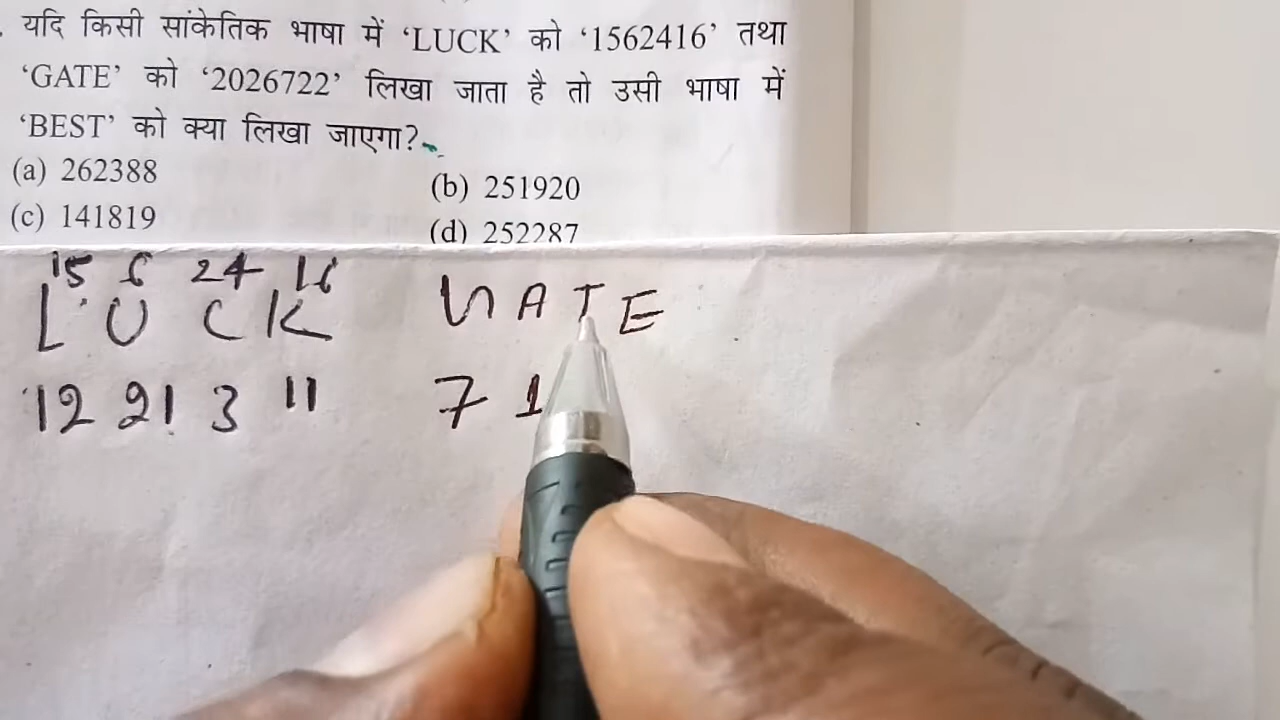 यदि किसी सांकेतिक भाषा में ‘LUCK’ को ‘1562416’ तथा
‘GATE’ को ‘2026722’ लिखा जाता है तो उसी भाषा में
‘BEST’ को क्या लिखा जाएगा?
(a) 262388
(b) 251920
(c) 141819
(d) 252287
15 6 24 16
L U C K
12 21 3 11
G A T E
7 1